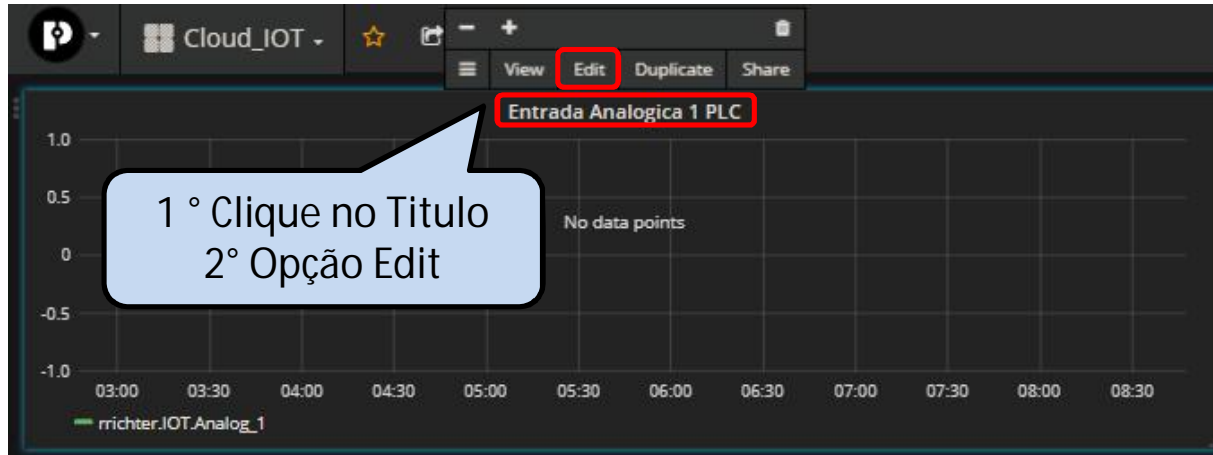 Cloud_IOT
View Edit Duplicate Share
Entrada Analogica 1 PLC
1.0
0.5
0
-0.5
-1.0
1 ° Clique no Titulo
2° Opção Edit
No data points
03:00 03:30 04:00 04:30 05:00 05:30 06:00 06:30 07:00 07:30 08:00 08:30
rrichter.IOT.Analog_1